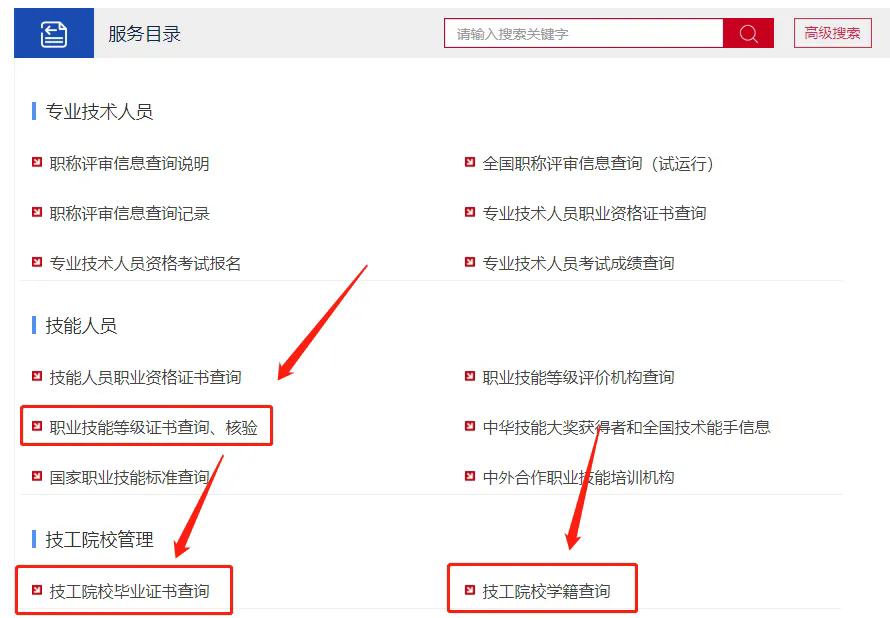 服务目录
请输入搜索关键字
高级搜索
专业技术人员
职称评审信息查询说明
全国职称评审信息查询（试运行）
职称评审信息查询记录
专业技术人员职业资格证书查询
专业技术人员资格考试报名
专业技术人员考试成绩查询
技能人员
技能人员职业资格证书查询
职业技能等级评价机构查询
职业技能等级证书查询、核验
中华技能大奖获得者和全国技术能手信息
国家职业技能标准查询
中外合作职业技能培训机构
技工院校管理
技工院校毕业证书查询
技工院校学籍查询